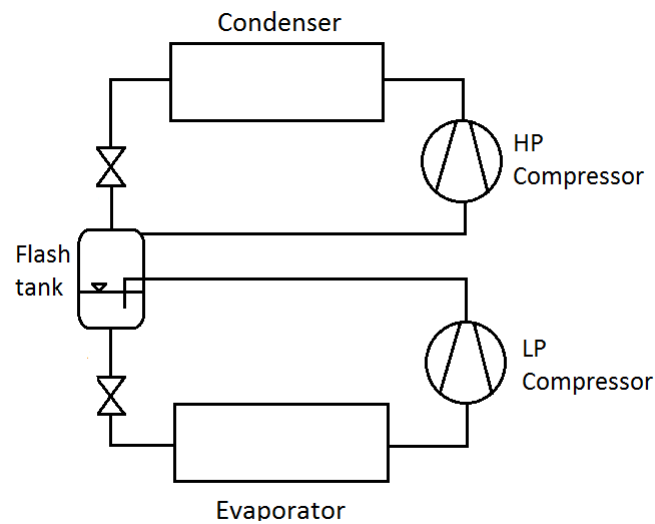 Condenser
HP
Compressor
Flash
tank
LP
Compressor
Evaporator